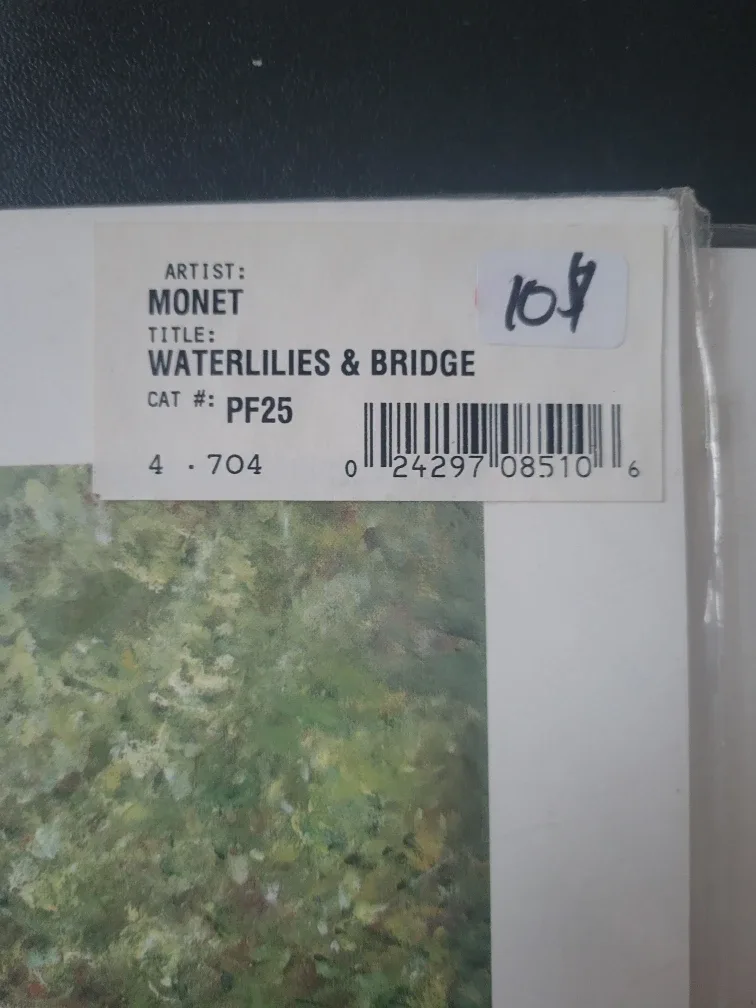 ARTIST:
MONET
10$
TITLE:
WATERLILIES & BRIDGE
CAT #: PF25
4 .704
0 24297 08510 6